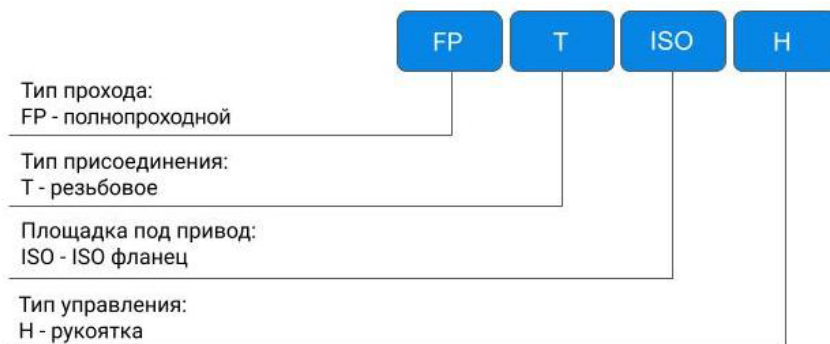 FP T ISO H
Тип прохода:
FP - полнопроходной
Тип присоединения:
Т - резьбовое
Площадка под привод:
ISO - ISO фланец
Тип управления:
Н - рукоятка